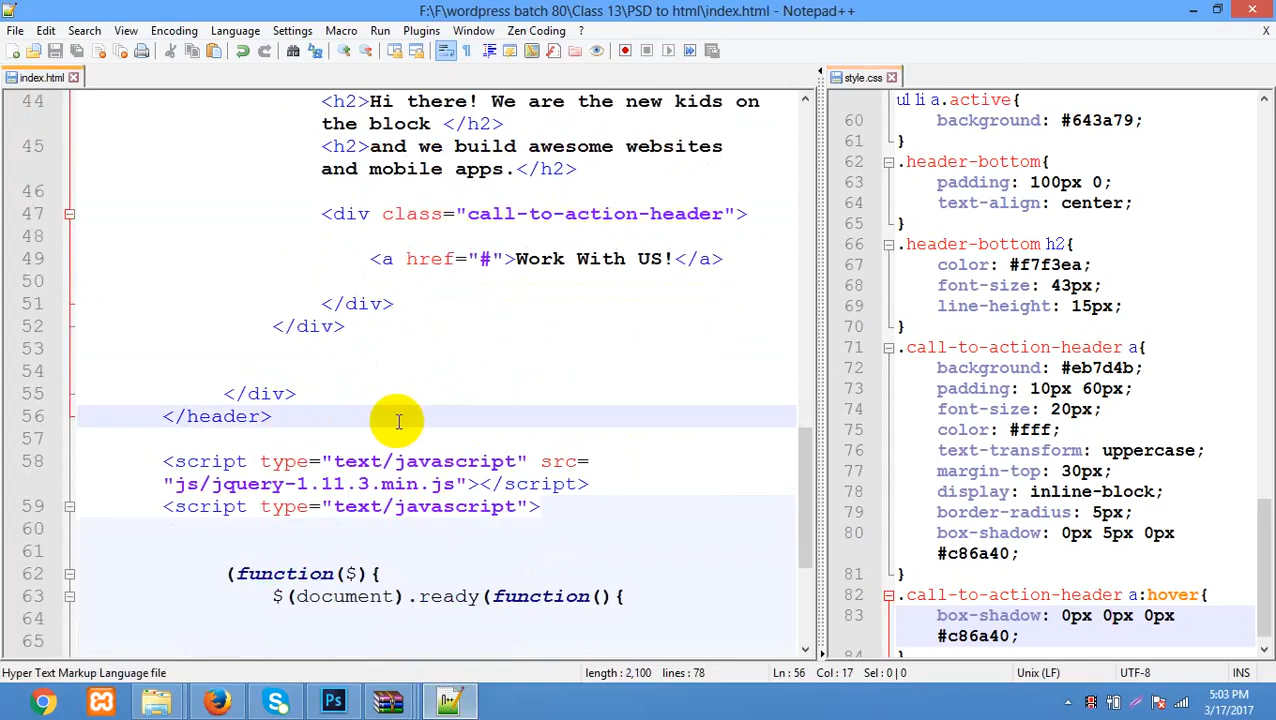 F:\F\wordpress batch 80\Class 13\PSD to html\index.html - Notepad++
File Edit Search View Encoding Language Settings Macro Run Plugins Window Zen Coding ? X
index.html
44 <h2>Hi there! We are the new kids on
the block </h2>
45 <h2>and we build awesome websites
and mobile apps.</h2>
46
47 <div class="call-to-action-header">
48
49 <a href="#">Work With US!</a>
50
51 </div>
52 </div>
53
54
55 </div>
56 </header>
57
58 <script type="text/javascript" src=
"js/jquery-1.11.3.min.js"></script>
59 <script type="text/javascript">
60
61
62 (function($){
63 $(document).ready(function(){
64
65
style.css
ul li a.active{
60 background: #643a79;
61 }
62 .header-bottom{
63 padding: 100px 0;
64 text-align: center;
65 }
66 .header-bottom h2{
67 color: #f7f3ea;
68 font-size: 43px;
69 line-height: 15px;
70 }
71 .call-to-action-header a{
72 background: #eb7d4b;
73 padding: 10px 60px;
74 font-size: 20px;
75 color: #fff;
76 text-transform: uppercase;
77 margin-top: 30px;
78 display: inline-block;
79 border-radius: 5px;
80 box-shadow: 0px 5px 0px
#c86a40;
81 }
82 .call-to-action-header a:hover{
83 box-shadow: 0px 0px 0px
#c86a40;
84 }
Hyper Text Markup Language file length : 2,100 lines : 78 Ln : 56 Col : 17 Sel : 0 | 0 Unix (LF) UTF-8 INS
Ps
5:03 PM
3/17/2017